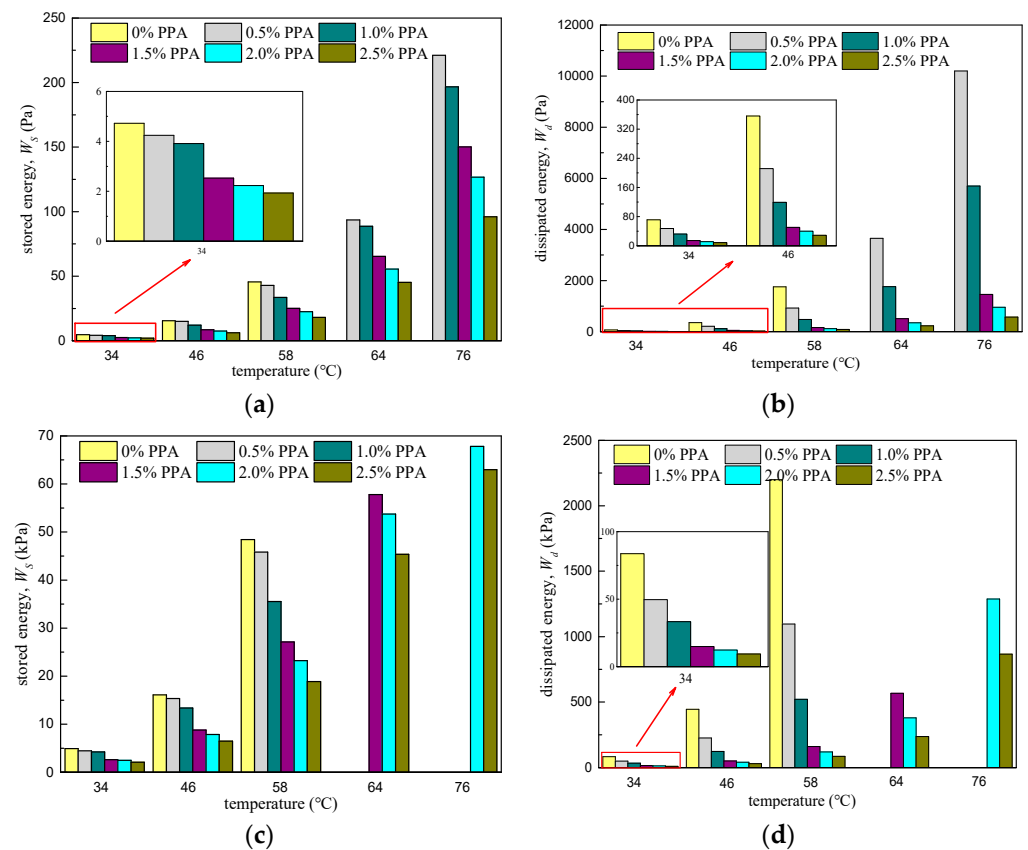 250
200
150
100
50
0
stored energy, W_S (Pa)
0% PPA 0.5% PPA 1.0% PPA
1.5% PPA 2.0% PPA 2.5% PPA
6
4
2
0
34
34 46 58 64 76
temperature (℃)
(a)
12000
10000
8000
6000
4000
2000
0
dissipated energy, W_d (Pa)
0% PPA 0.5% PPA 1.0% PPA
1.5% PPA 2.0% PPA 2.5% PPA
400
320
240
160
80
0
34 46
34 46 58 64 76
temperature (℃)
(b)
70
60
50
40
30
20
10
0
stored energy, W_S (kPa)
0% PPA 0.5% PPA 1.0% PPA
1.5% PPA 2.0% PPA 2.5% PPA
34 46 58 64 76
temperature (℃)
(c)
2500
2000
1500
1000
500
0
dissipated energy, W_d (kPa)
0% PPA 0.5% PPA 1.0% PPA
1.5% PPA 2.0% PPA 2.5% PPA
100
50
0
34
34 46 58 64 76
temperature (℃)
(d)